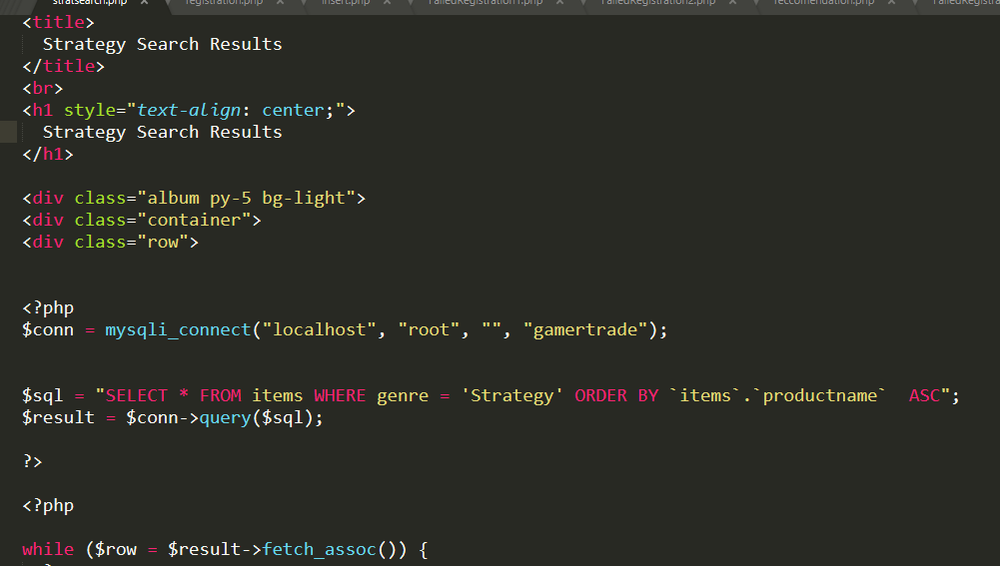 stratsearch.php × registration.php × insert.php × FailedRegistration1.php × FailedRegistration2.php × reccomendation.php × FailedRegistra
<title>
Strategy Search Results
</title>
<br>
<h1 style="text-align: center;">
Strategy Search Results
</h1>
<div class="album py-5 bg-light">
<div class="container">
<div class="row">
<?php
$conn = mysqli_connect("localhost", "root", "", "gamertrade");
$sql = "SELECT * FROM items WHERE genre = 'Strategy' ORDER BY `items`.`productname`  ASC";
$result = $conn->query($sql);
?>
<?php
while ($row = $result->fetch_assoc()) {